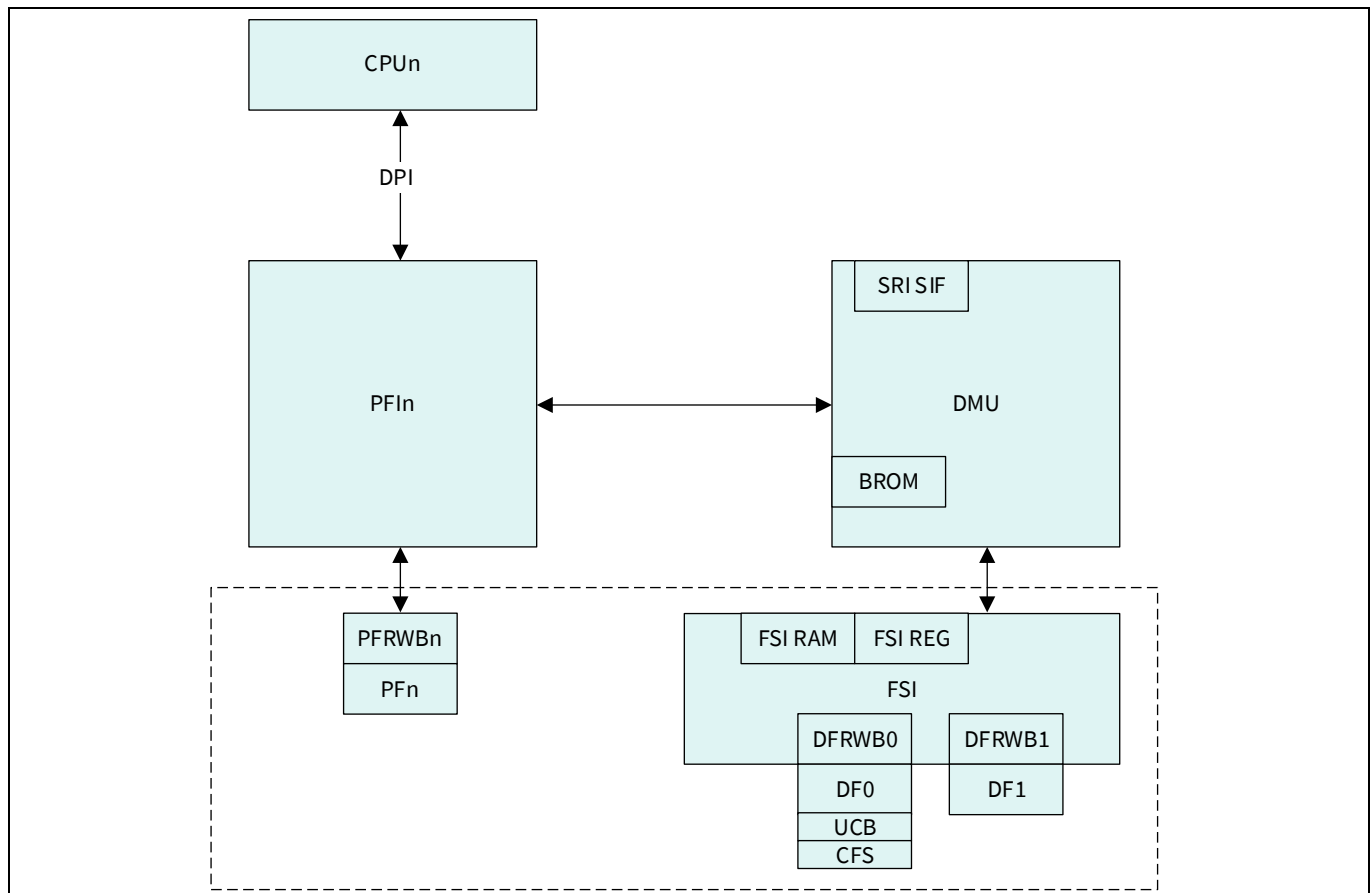 CPUn
DPI
SRI SIF
PFIn
DMU
BROM
PFRWBn
FSI RAM
FSI REG
PFn
FSI
DFRWB0
DFRWB1
DF0
DF1
UCB
CFS